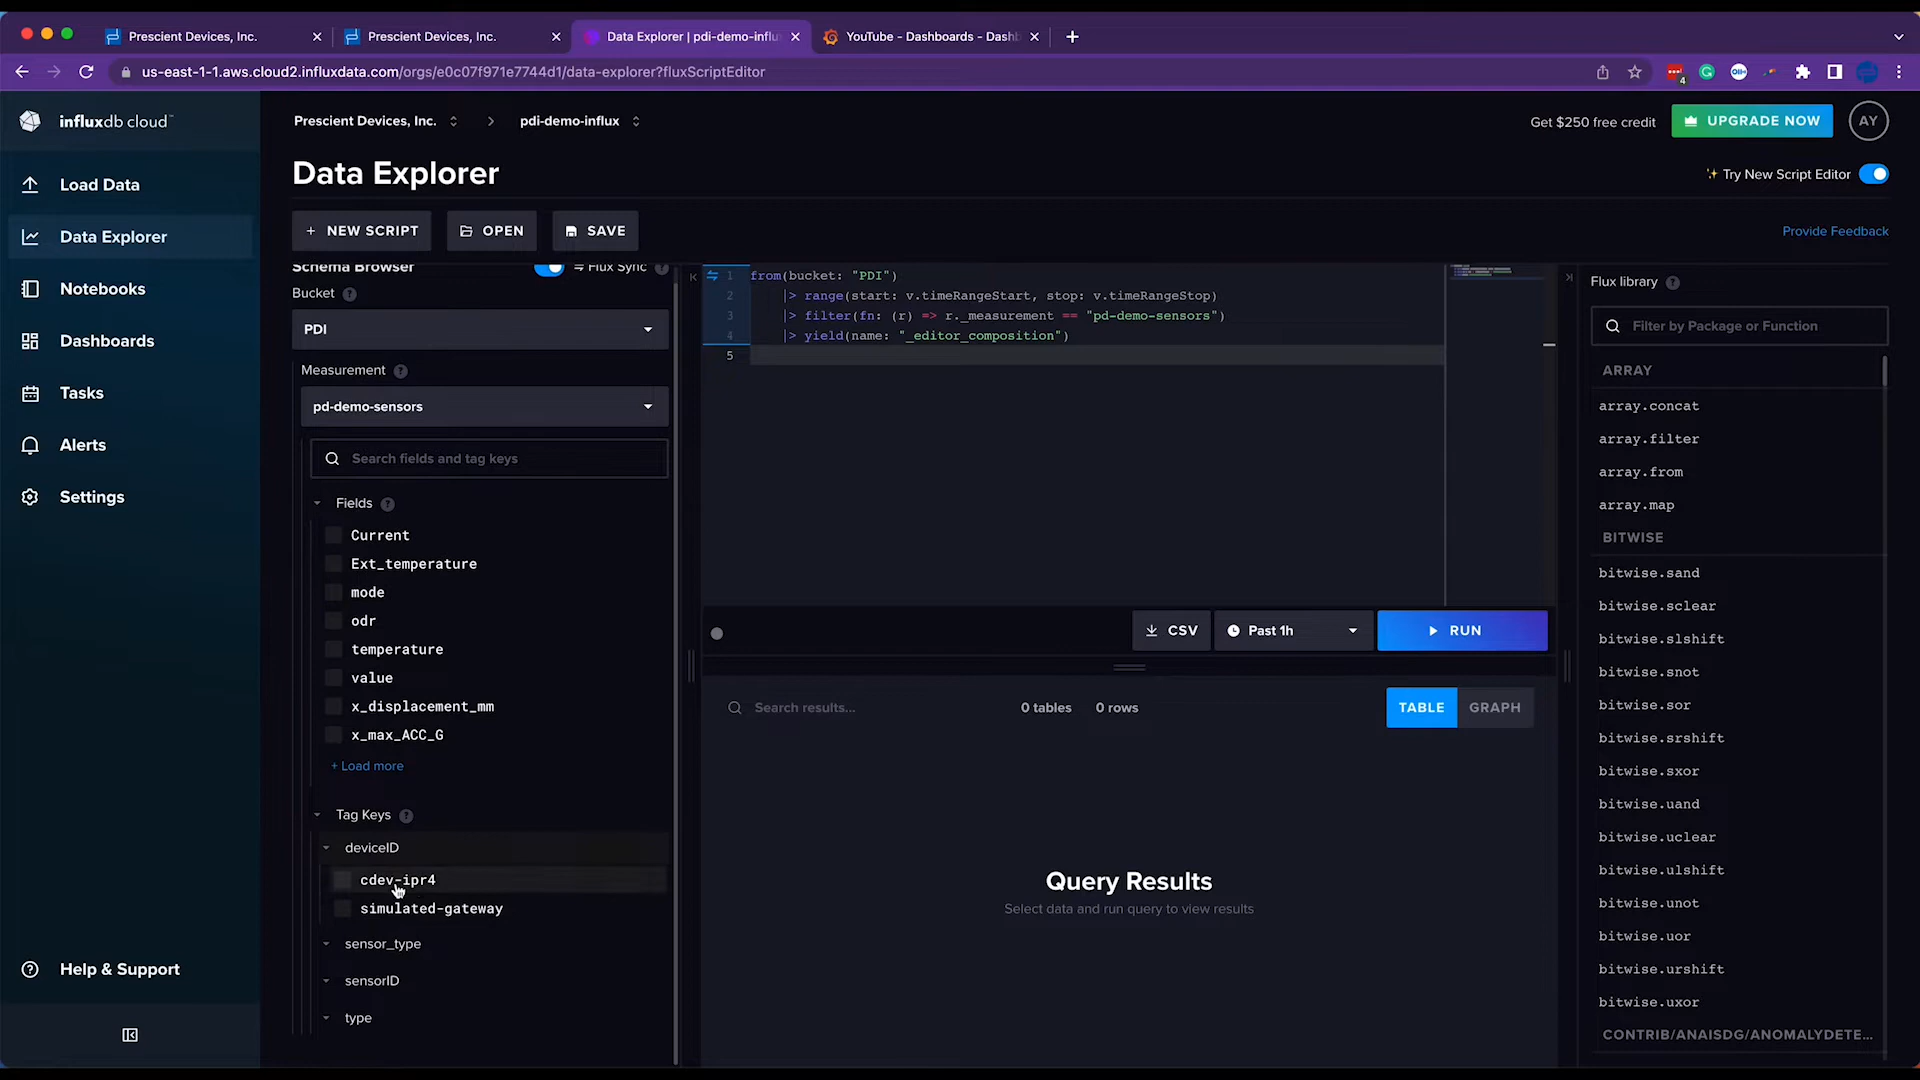 Prescient Devices, Inc.
Prescient Devices, Inc.
Data Explorer | pdi-demo-influ
YouTube - Dashboards - Dash
us-east-1-1.aws.cloud2.influxdata.com/orgs/e0c07f971e7744d1/data-explorer?fluxScriptEditor
4
influxdb cloud™
Prescient Devices, Inc.
pdi-demo-influx
Get $250 free credit
UPGRADE NOW
AY
Load Data
Data Explorer
Notebooks
Dashboards
Tasks
Alerts
Settings
Help & Support
Data Explorer
Try New Script Editor
+ NEW SCRIPT
OPEN
SAVE
Provide Feedback
Schema Browser
Flux Sync ?
Bucket ?
PDI
Measurement ?
pd-demo-sensors
Search fields and tag keys
Fields ?
Current
Ext_temperature
mode
odr
temperature
value
x_displacement_mm
x_max_ACC_G
+ Load more
Tag Keys ?
deviceID
cdev-ipr4
simulated-gateway
sensor_type
sensorID
type
1 from(bucket: "PDI")
2 |> range(start: v.timeRangeStart, stop: v.timeRangeStop)
3 |> filter(fn: (r) => r._measurement == "pd-demo-sensors")
4 |> yield(name: "_editor_composition")
5
CSV
Past 1h
RUN
Search results...
0 tables
0 rows
TABLE
GRAPH
Query Results
Select data and run query to view results
Flux library ?
Filter by Package or Function
ARRAY
array.concat
array.filter
array.from
array.map
BITWISE
bitwise.sand
bitwise.sclear
bitwise.slshift
bitwise.snot
bitwise.sor
bitwise.srshift
bitwise.sxor
bitwise.uand
bitwise.uclear
bitwise.ulshift
bitwise.unot
bitwise.uor
bitwise.urshift
bitwise.uxor
CONTRIB/ANAISDG/ANOMALYDETE...